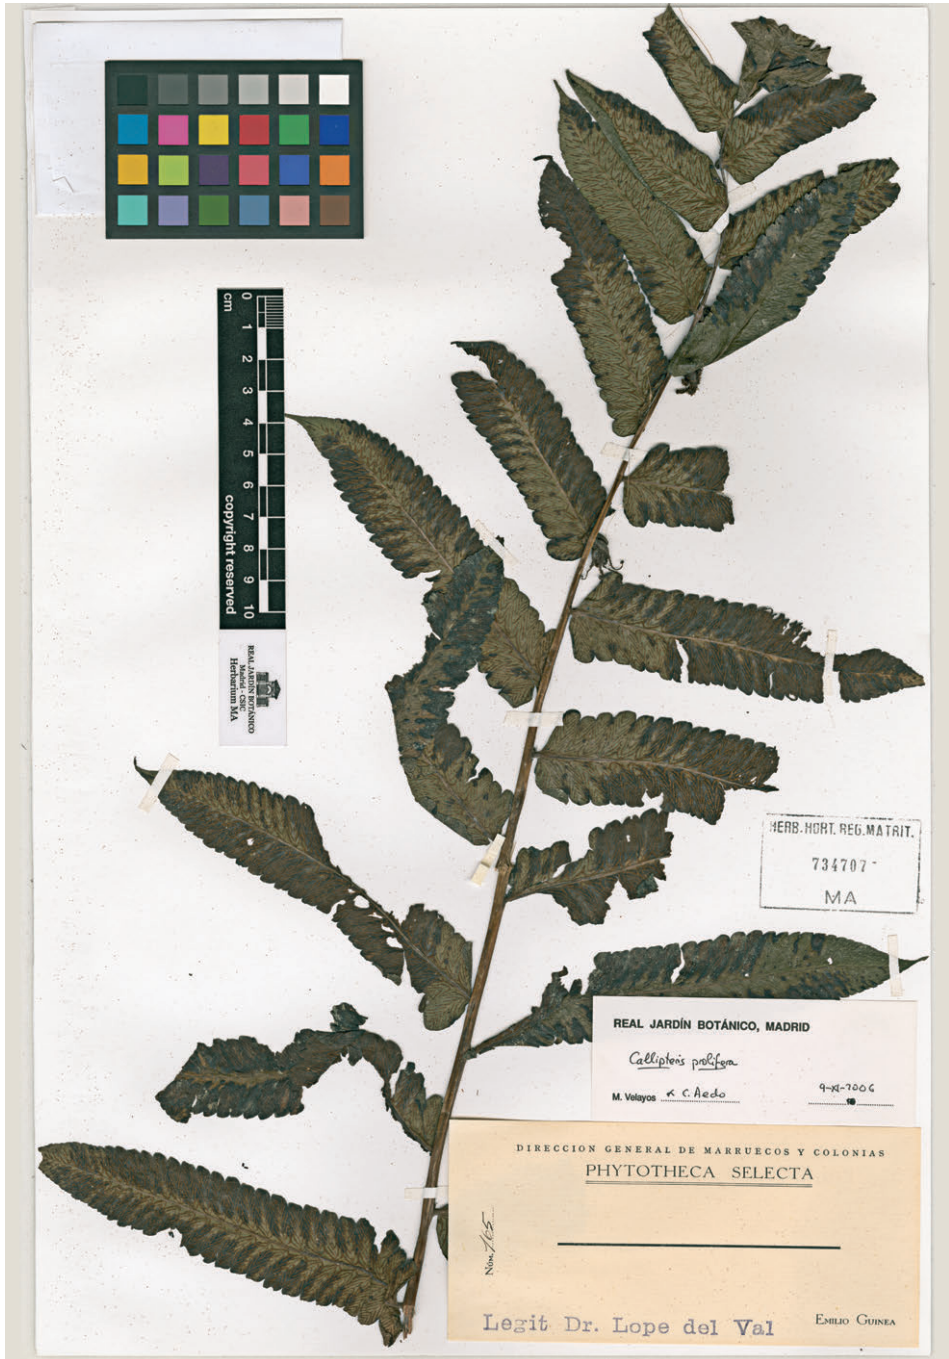 0
cm
1
2
3
4
5
6
7
8
9
10
copyright reserved
REAL JARDÍN BOTÁNICO
Madrid - CSIC
Herbarium MA
HERB. HORT. REG. MATRIT.
734707
MA
REAL JARDÍN BOTÁNICO, MADRID
Callipteris prolifera
M. Velayos & C. Aedo
9-XI-2006
DIRECCION GENERAL DE MARRUECOS Y COLONIAS
PHYTOTHECA SELECTA
Núm. 165
Legit Dr. Lope del Val
EMILIO GUINEA